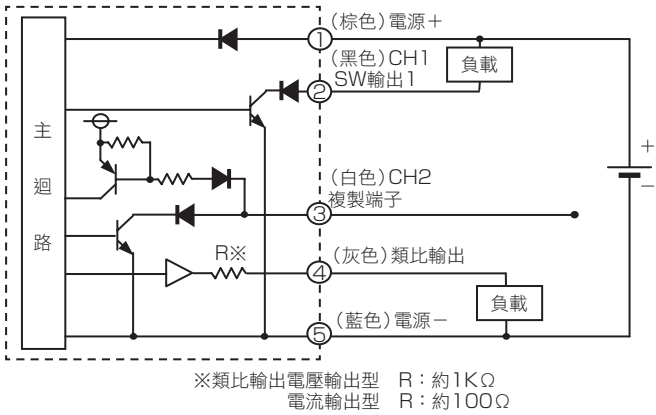 (棕色)電源+
①
(黑色)CH1
SW輸出1
②
負載
主
迴
路
+
−
(白色)CH2
複製端子
③
R※
(灰色)類比輸出
④
負載
(藍色)電源−
⑤
※類比輸出電壓輸出型 R:約1KΩ
電流輸出型 R:約100Ω